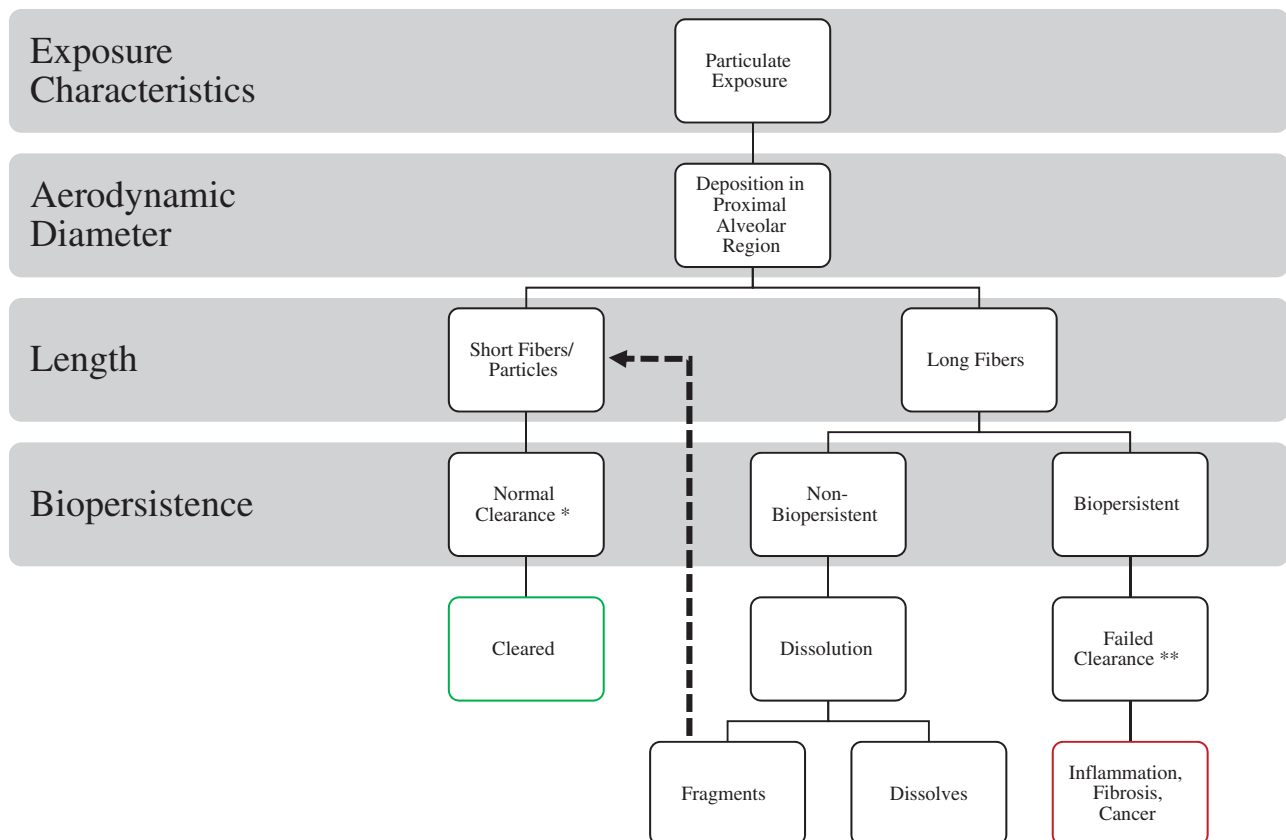 Exposure
Characteristics
Particulate
Exposure
Aerodynamic
Diameter
Deposition in
Proximal
Alveolar
Region
Length
Short Fibers/
Particles
Long Fibers
Biopersistence
Normal
Clearance *
Non-
Biopersistent
Biopersistent
Cleared
Dissolution
Failed
Clearance **
Fragments
Dissolves
Inflammation,
Fibrosis,
Cancer